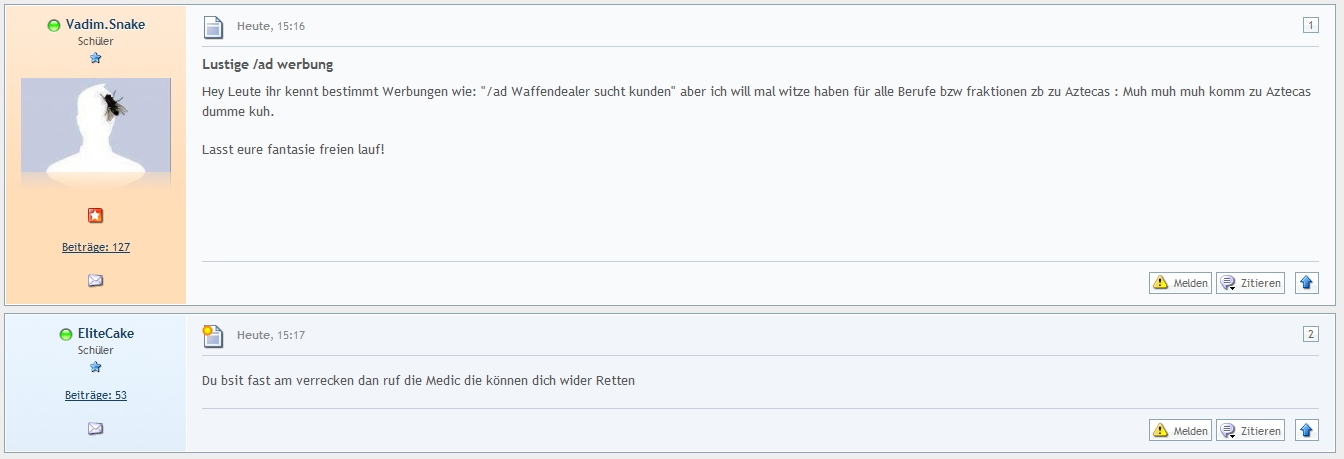 Vadim.Snake
Schüler
Beiträge: 127
Heute, 15:16
1
Lustige /ad werbung
Hey Leute ihr kennt bestimmt Werbungen wie: "/ad Waffendealer sucht kunden" aber ich will mal witze haben für alle Berufe bzw fraktionen zb zu Aztecas : Muh muh muh komm zu Aztecas
dumme kuh.
Lasst eure fantasie freien lauf!
Melden
Zitieren
EliteCake
Schüler
Beiträge: 53
Heute, 15:17
2
Du bsit fast am verrecken dan ruf die Medic die können dich wider Retten
Melden
Zitieren